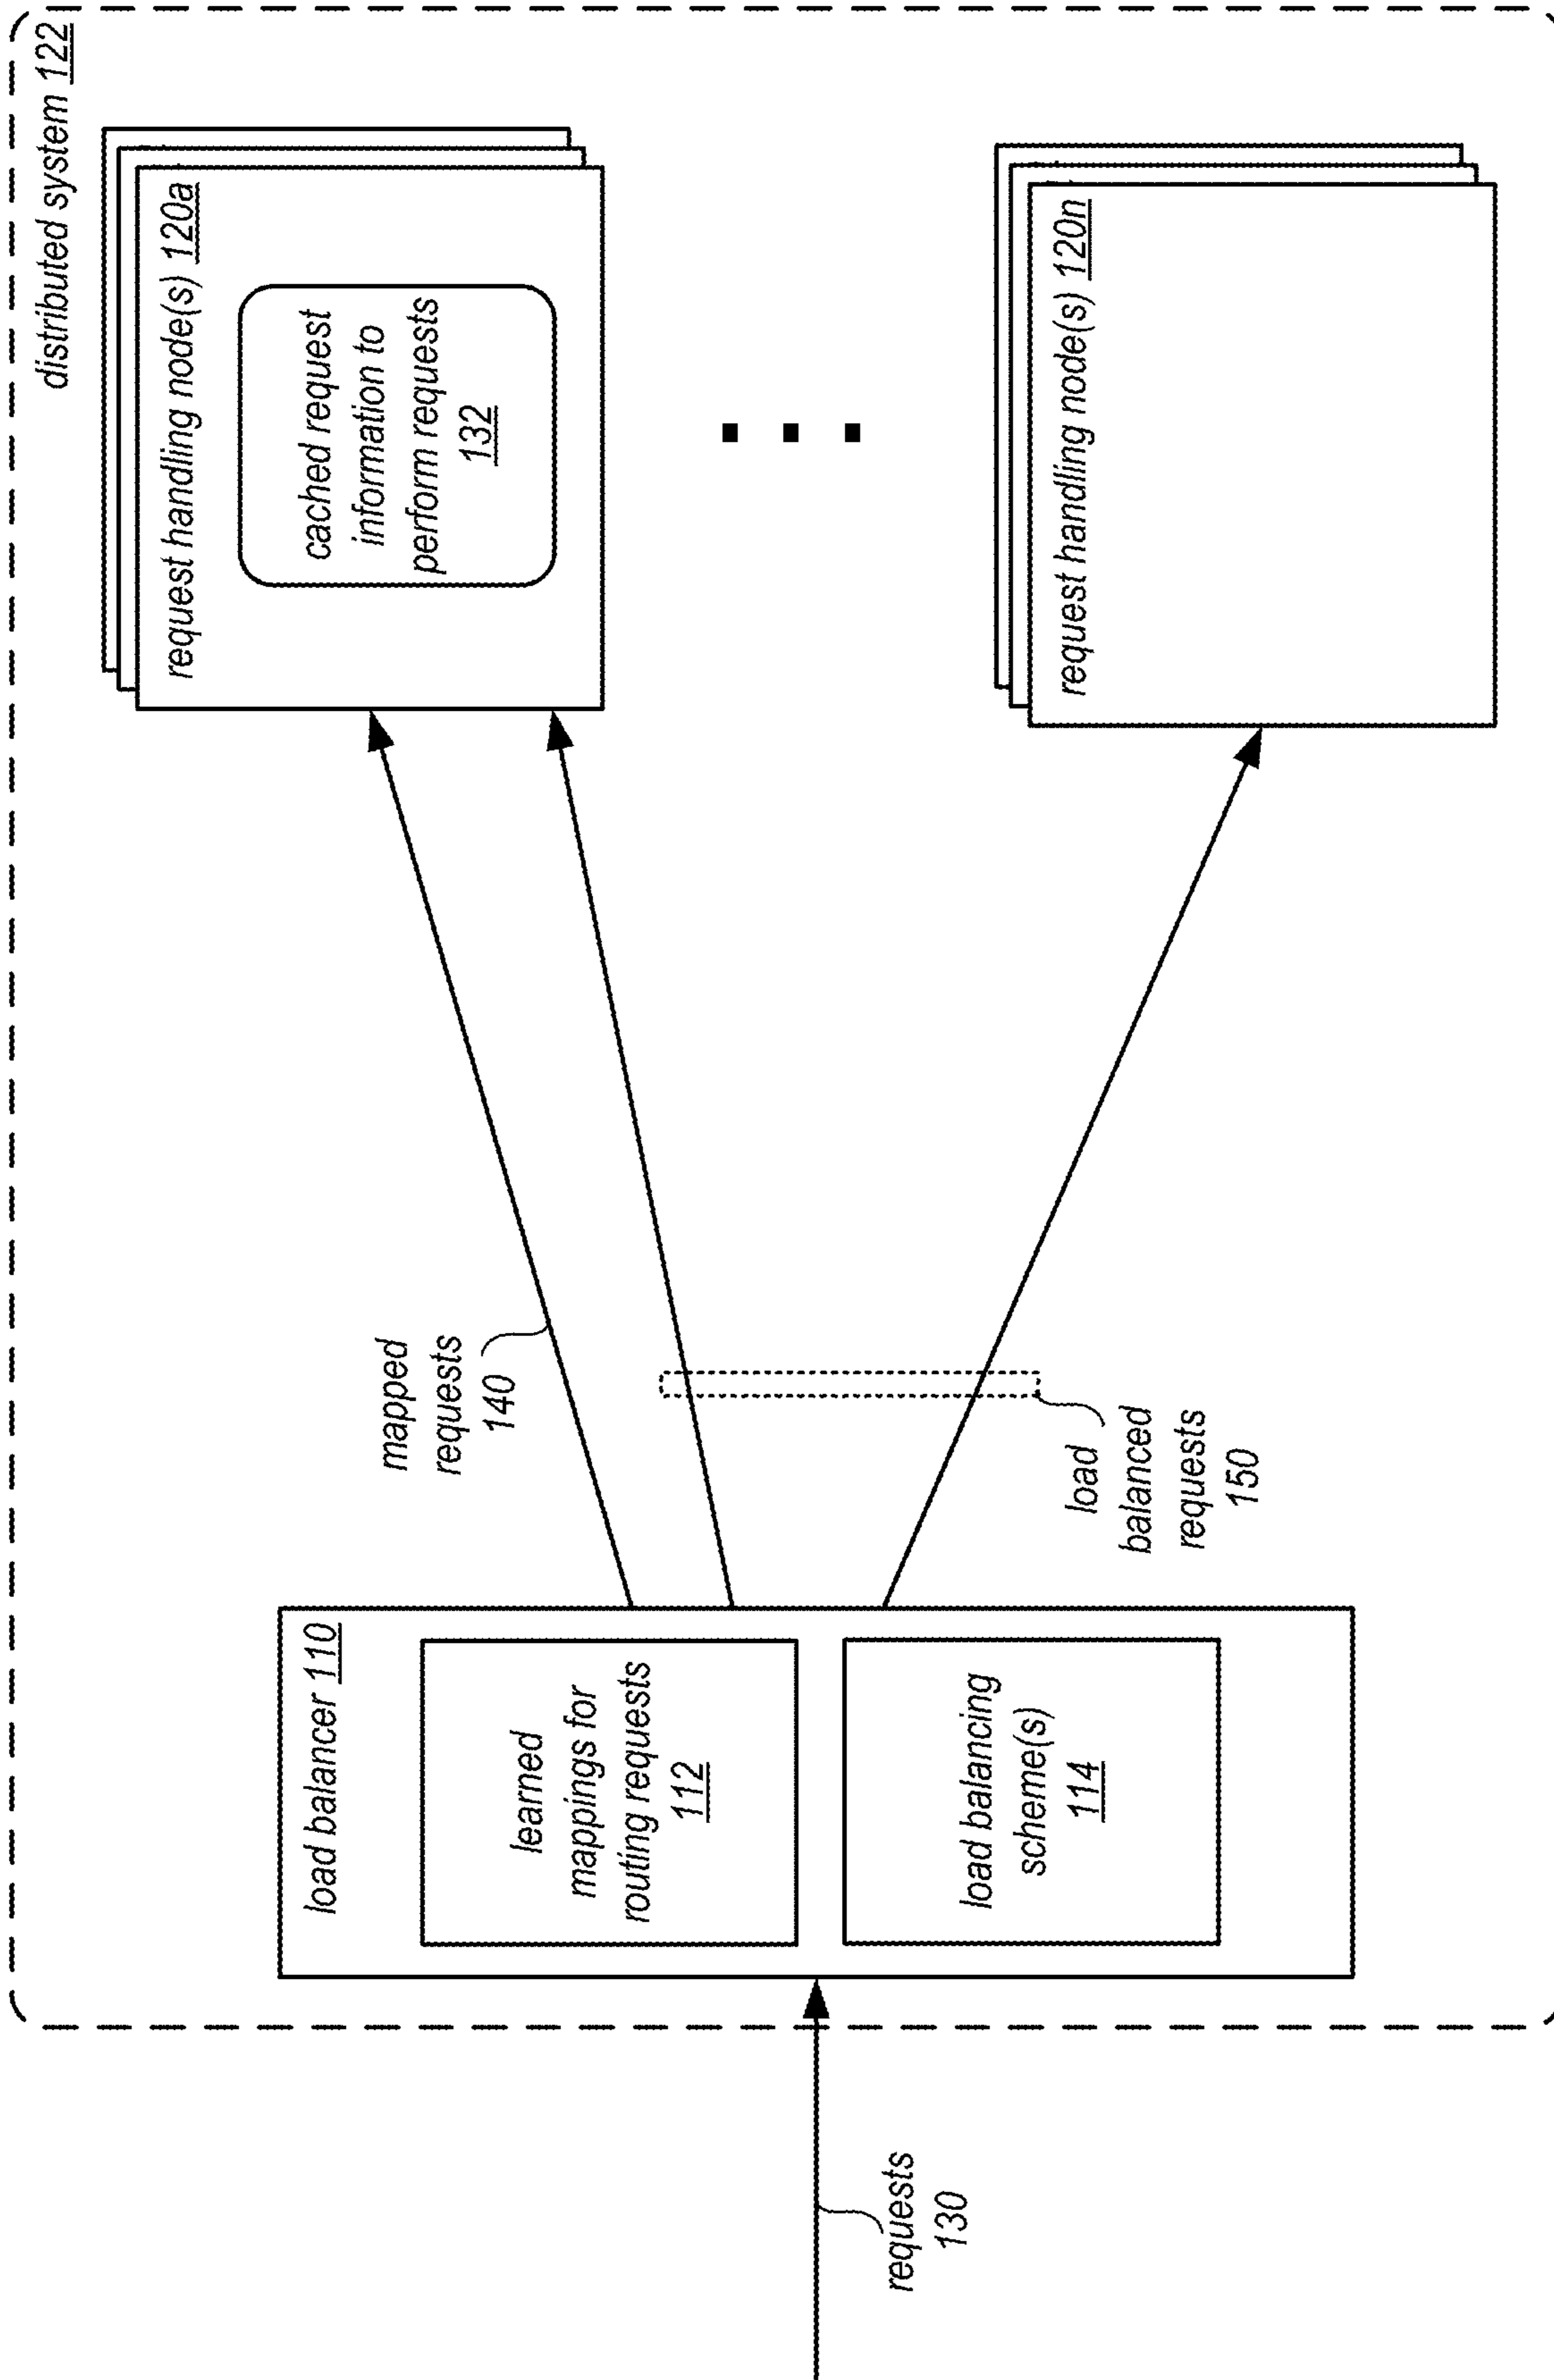 distributed system 122
load balancer 110
learned
mappings for
routing requests
112
load balancing
scheme(s)
114
requests
130
mapped
requests
140
load
balanced
requests
150
request handling node(s) 120a
cached request
information to
perform requests
132
request handling node(s) 120n